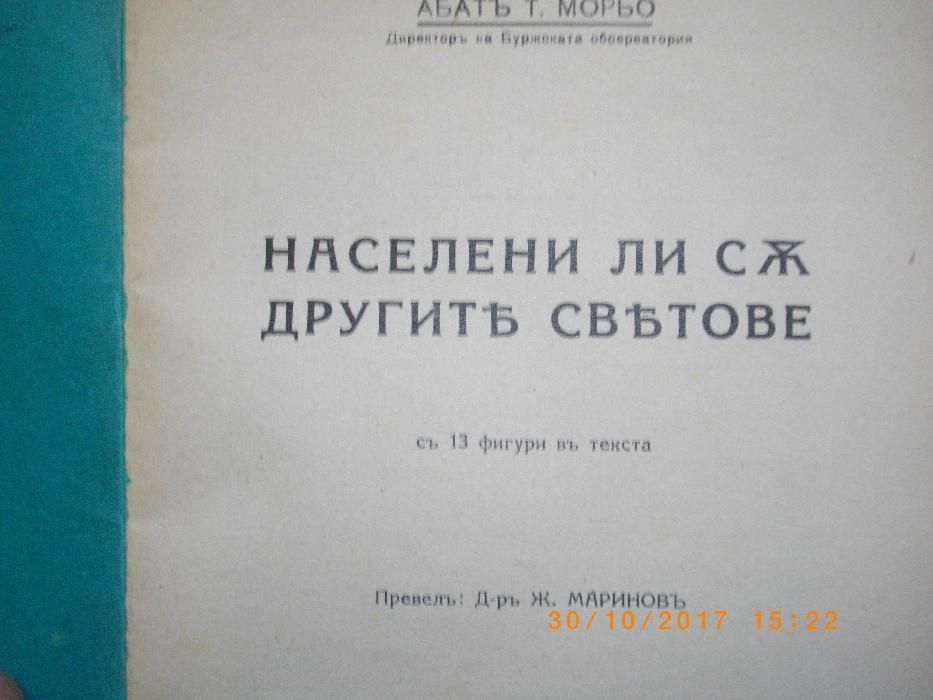 АБАТЪ Т. МОРЬО
Директоръ на Буржската обсерватория
НАСЕЛЕНИ ЛИ СѪ
ДРУГИТѢ СВѢТОВЕ
съ 13 фигури въ текста
Превелъ: Д-ръ Ж. МАРИНОВЪ
30/10/2017 15:22